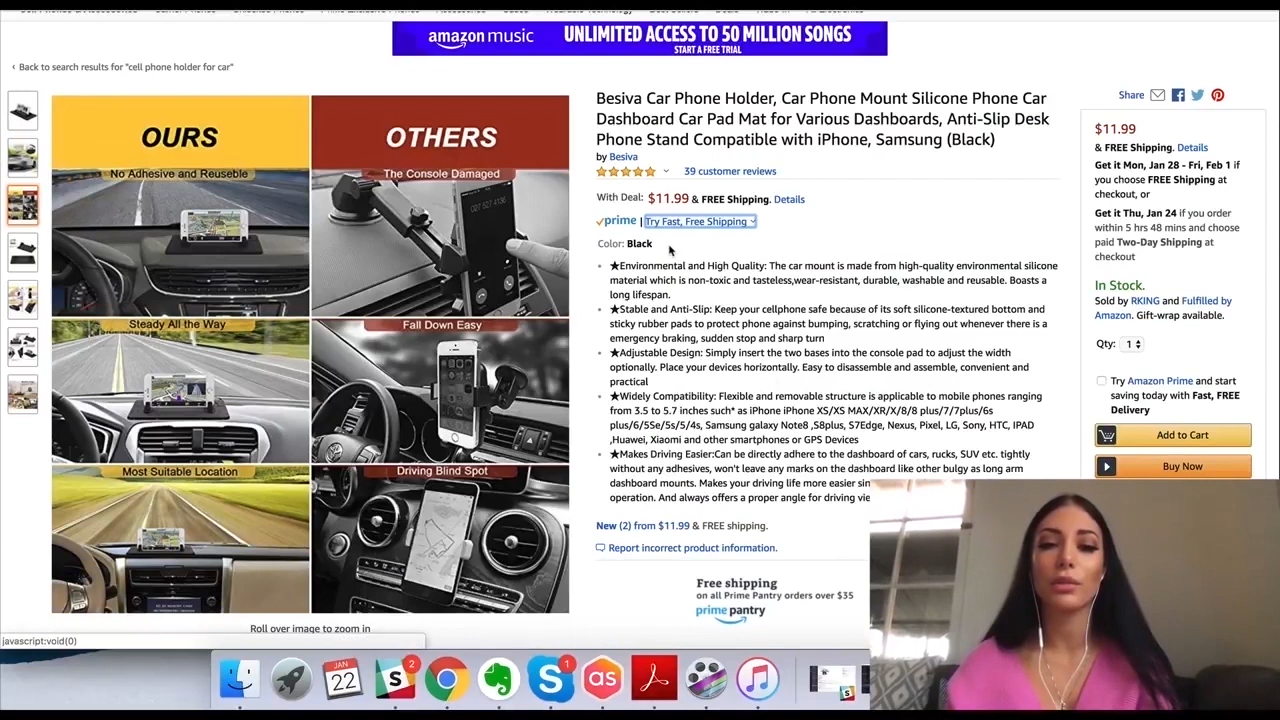 amazon music
UNLIMITED ACCESS TO 50 MILLION SONGS
START A FREE TRIAL
‹ Back to search results for "cell phone holder for car"
OURS
OTHERS
No Adhesive and Reuseble
The Console Damaged
Steady All the Way
Fall Down Easy
Most Suitable Location
Driving Blind Spot
Roll over image to zoom in
Besiva Car Phone Holder, Car Phone Mount Silicone Phone Car
Dashboard Car Pad Mat for Various Dashboards, Anti-Slip Desk
Phone Stand Compatible with iPhone, Samsung (Black)
by Besiva
39 customer reviews
With Deal: $11.99 & FREE Shipping. Details
prime | Try Fast, Free Shipping
Color: Black
★Environmental and High Quality: The car mount is made from high-quality environmental silicone
material which is non-toxic and tasteless,wear-resistant, durable, washable and reusable. Boasts a
long lifespan.
★Stable and Anti-Slip: Keep your cellphone safe because of its soft silicone-textured bottom and
sticky rubber pads to protect phone against bumping, scratching or flying out whenever there is a
emergency braking, sudden stop and sharp turn
★Adjustable Design: Simply insert the two bases into the console pad to adjust the width
optionally. Place your devices horizontally. Easy to disassemble and assemble, convenient and
practical
★Widely Compatibility: Flexible and removable structure is applicable to mobile phones ranging
from 3.5 to 5.7 inches such* as iPhone iPhone XS/XS MAX/XR/X/8/8 plus/7/7plus/6s
plus/6/5Se/5s/5/4s, Samsung galaxy Note8 ,S8plus, S7Edge, Nexus, Pixel, LG, Sony, HTC, IPAD
,Huawei, Xiaomi and other smartphones or GPS Devices
★Makes Driving Easier:Can be directly adhere to the dashboard of cars, rucks, SUV etc. tightly
without any adhesives, won't leave any marks on the dashboard like other bulgy as long arm
dashboard mounts. Makes your driving life more easier
operation. And always offers a proper angle for driving
New (2) from $11.99 & FREE shipping.
Report incorrect product information.
Free shipping
on all Prime Pantry orders over $35
prime pantry
Share
$11.99
& FREE Shipping. Details
Get it Mon, Jan 28 - Fri, Feb 1 if
you choose FREE Shipping at
checkout, or
Get it Thu, Jan 24 if you order
within 5 hrs 48 mins and choose
paid Two-Day Shipping at
checkout
In Stock.
Sold by RKING and Fulfilled by
Amazon. Gift-wrap available.
Qty: 1
Try Amazon Prime and start
saving today with Fast, FREE
Delivery
Add to Cart
Buy Now
javascript:void(0)
JAN
22
S
2
S
1
as